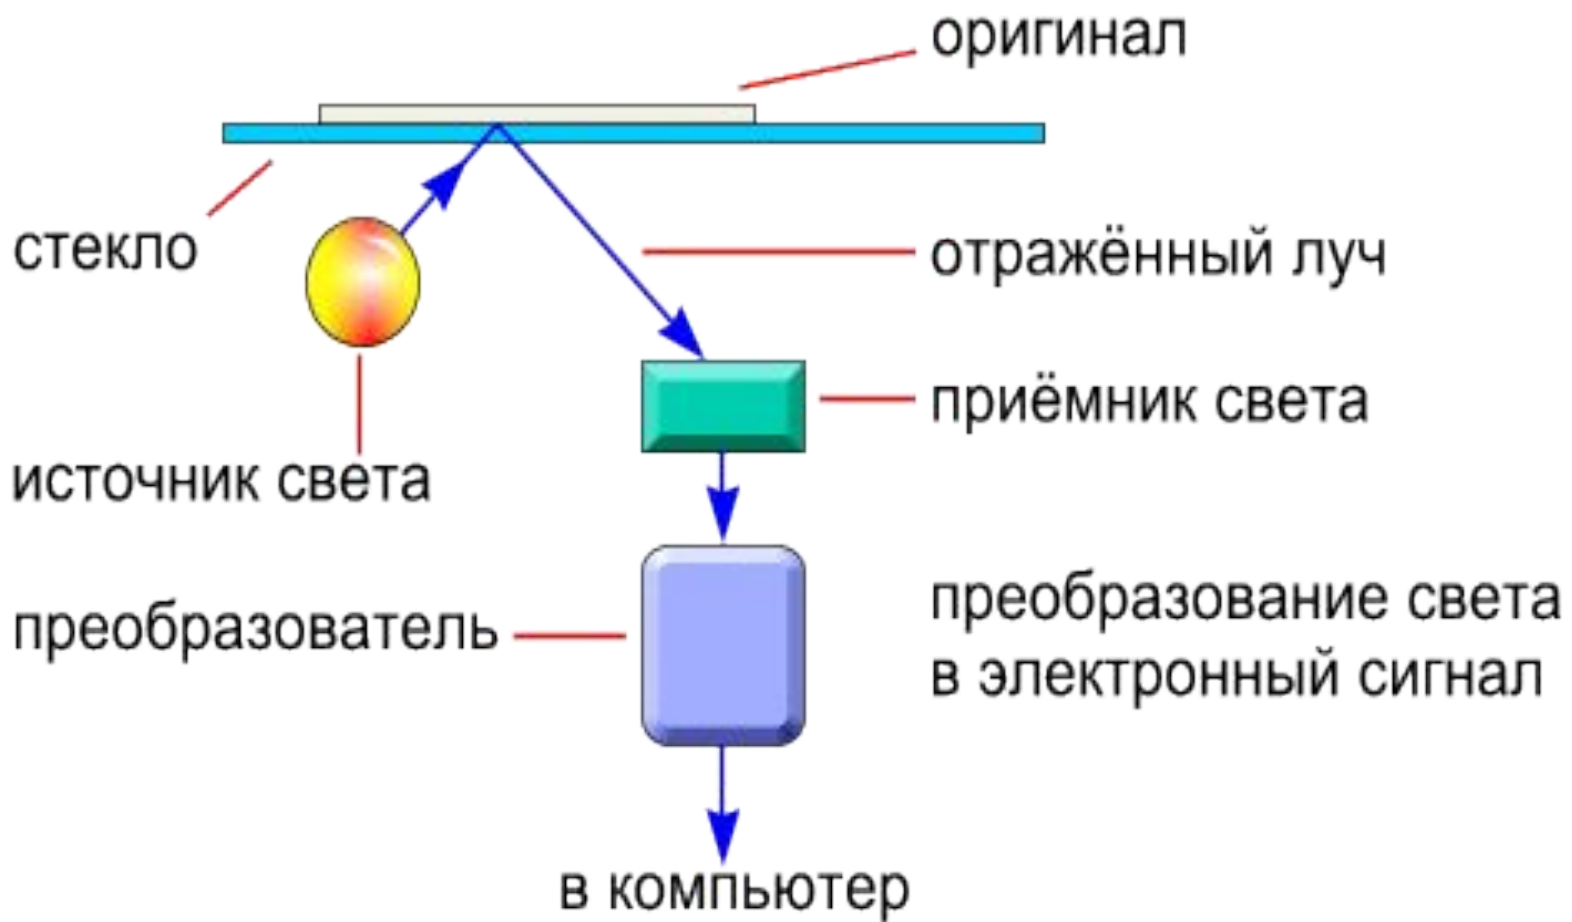 оригинал
стекло
отражённый луч
приёмник света
источник света
преобразователь
преобразование света
в электронный сигнал
в компьютер